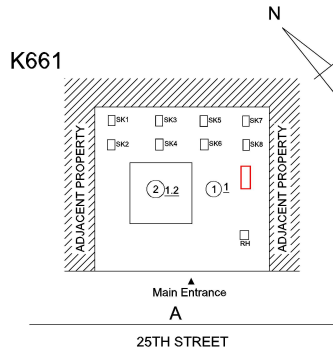 N
K661
SK1 SK3 SK5 SK7
SK2 SK4 SK6 SK8
ADJACENT PROPERTY
ADJACENT PROPERTY
2 1.2
1 1
RH
Main Entrance
A
25TH STREET